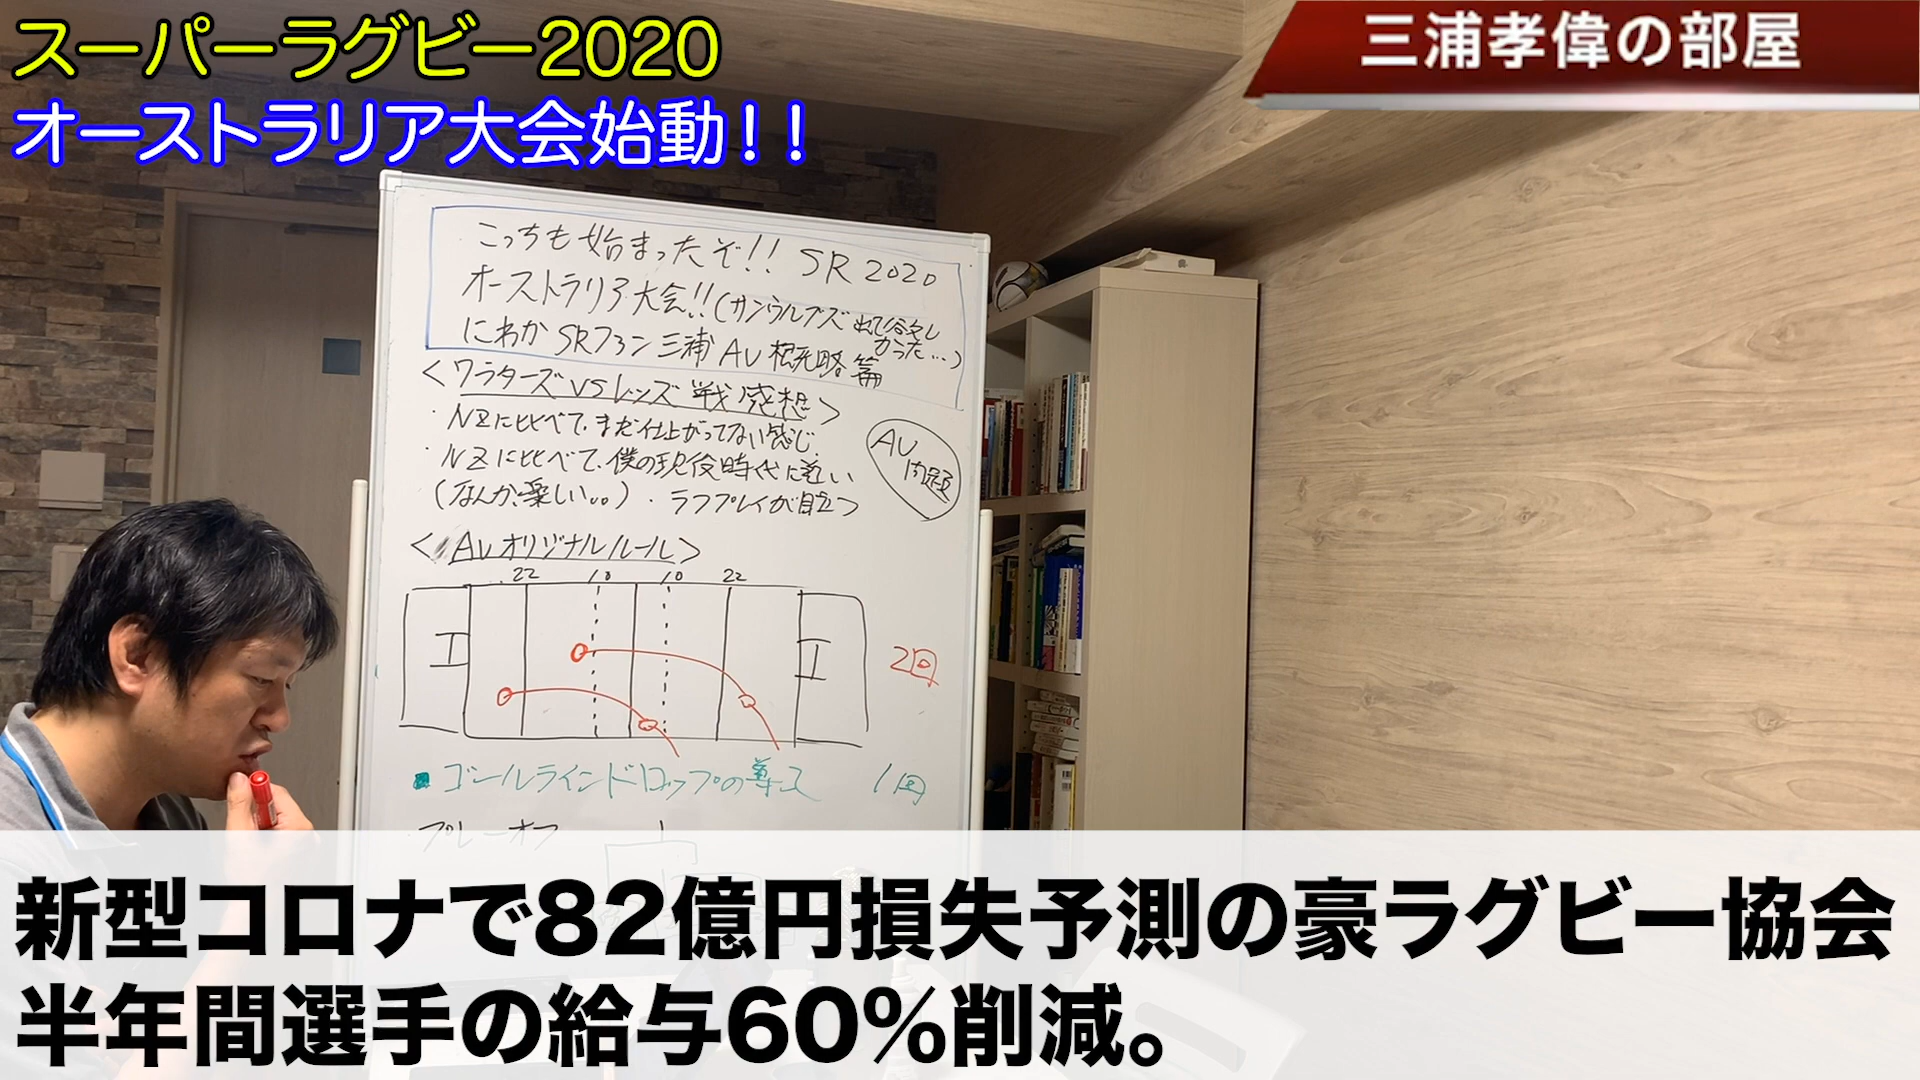 スーパーラグビー2020
オーストラリア大会始動!!
三浦孝偉の部屋
こっちも始まったぞ!! SR2020
オーストラリア大会!!(サンウルブズ出て欲し
かった…)
にわかSRファン三浦 AU 概略篇
<ワラターズ VS レッズ 戦 感想>
・NZに比べて、まだ仕上がってない感じ
・NZに比べて、僕の現役時代に近い
(なんか、楽しい。。)・ラフプレイが目立つ
AU
問題
<AUオリジナルルール>
22 10 10 22
2回
ゴールラインドロップの導入 1回
プレーオフ
新型コロナで82億円損失予測の豪ラグビー協会
半年間選手の給与60%削減。